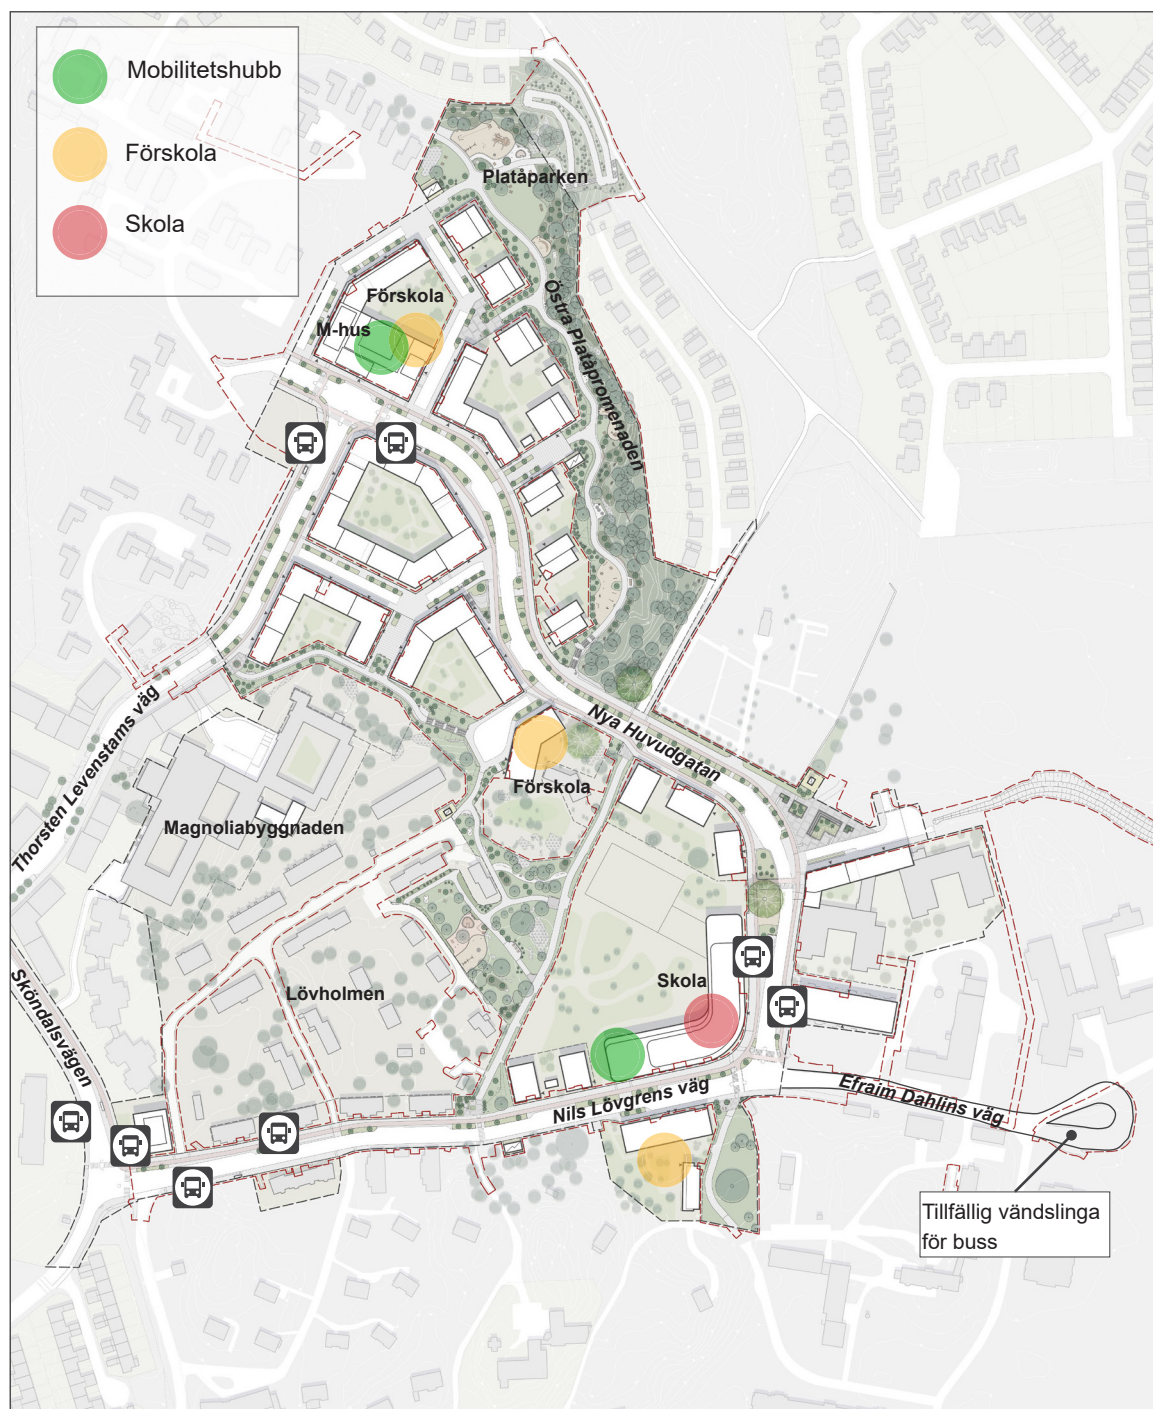 Mobilitetshubb
Förskola
Skola
Platåparken
Förskola
M-hus
Östra Platåpromenaden
Nya Huvudgatan
Thorsten Levenstams väg
Förskola
Magnoliabyggnaden
Skola
Lövholmen
Sköndalsvägen
Nils Lövgrens väg
Efraim Dahlins väg
Tillfällig vändslinga
för buss